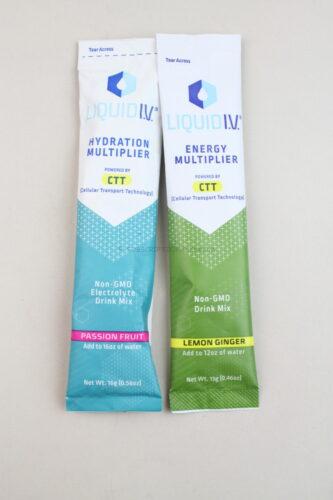 Tear Across
LIQUID I.V.
HYDRATION
MULTIPLIER
POWERED BY
CTT
(Cellular Transport Technology)
Non-GMO
Electrolyte
Drink Mix
PASSION FRUIT
Add to 16oz of water
Net Wt. 16g (0.56oz)
Tear Across
LIQUID I.V.
ENERGY
MULTIPLIER
POWERED BY
CTT
(Cellular Transport Technology)
Non-GMO
Drink Mix
LEMON GINGER
Add to 12oz of water
Net Wt. 13g (0.46oz)